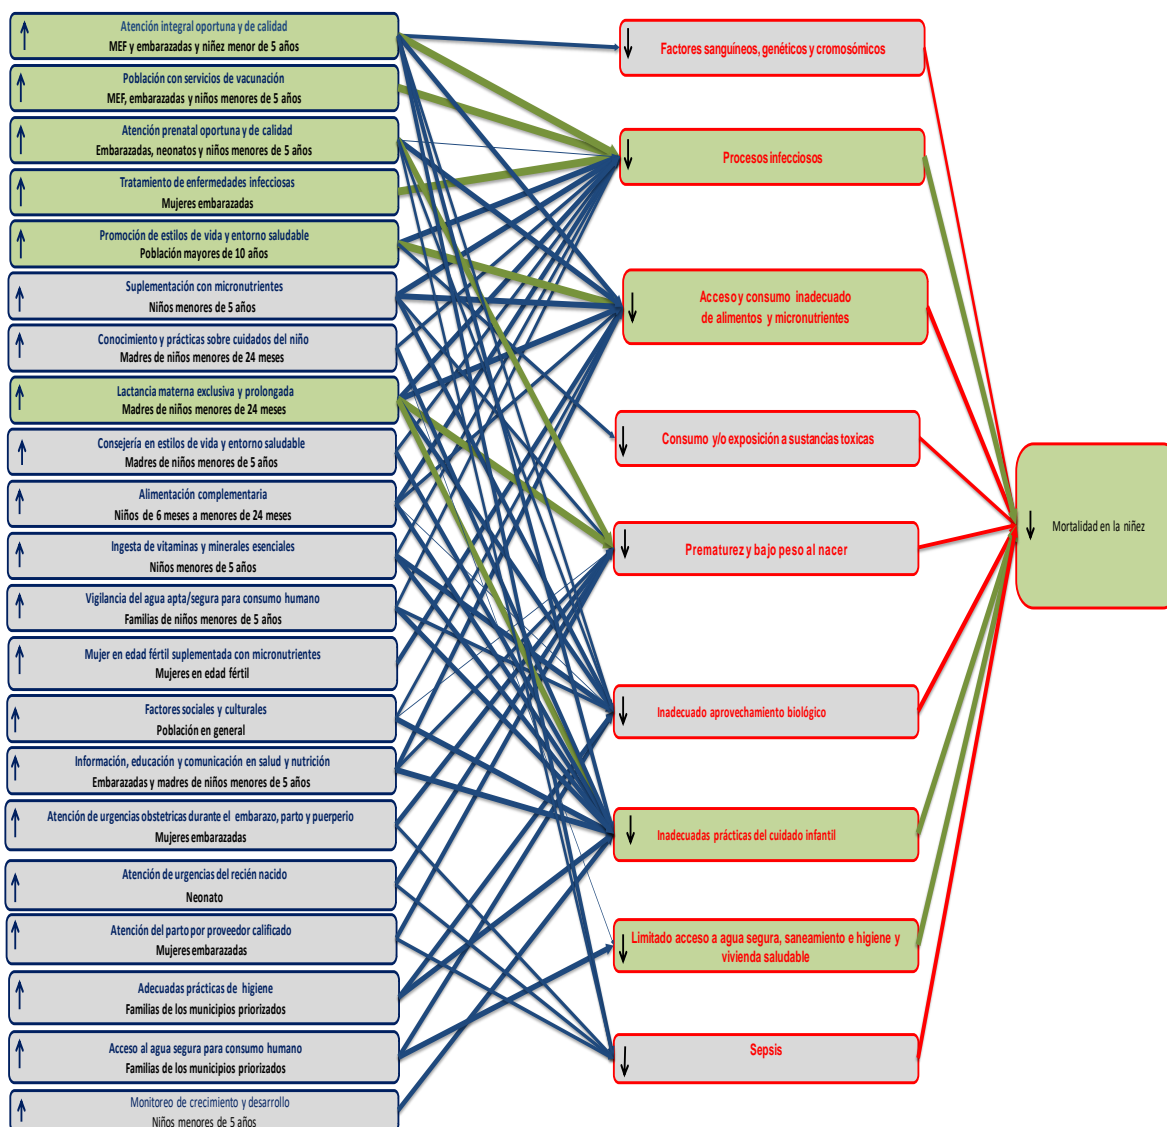 Atención integral oportuna y de calidad
MEF y embarazadas y niñez menor de 5 años
Población con servicios de vacunación
MEF, embarazadas y niños menores de 5 años
Atención prenatal oportuna y de calidad
Embarazadas, neonatos y niños menores de 5 años
Tratamiento de enfermedades infecciosas
Mujeres embarazadas
Promoción de estilos de vida y entorno saludable
Población mayores de 10 años
Suplementación con micronutrientes
Niños menores de 5 años
Conocimiento y prácticas sobre cuidados del niño
Madres de niños menores de 24 meses
Lactancia materna exclusiva y prolongada
Madres de niños menores de 24 meses
Consejería en estilos de vida y entorno saludable
Madres de niños menores de 5 años
Alimentación complementaria
Niños de 6 meses a menores de 24 meses
Ingesta de vitaminas y minerales esenciales
Niños menores de 5 años
Vigilancia del agua apta/segura para consumo humano
Familias de niños menores de 5 años
Mujer en edad fértil suplementada con micronutrientes
Mujeres en edad fértil
Factores sociales y culturales
Población en general
Información, educación y comunicación en salud y nutrición
Embarazadas y madres de niños menores de 5 años
Atención de urgencias obstetricas durante el embarazo, parto y puerperio
Mujeres embarazadas
Atención de urgencias del recién nacido
Neonato
Atención del parto por proveedor calificado
Mujeres embarazadas
Adecuadas prácticas de higiene
Familias de los municipios priorizados
Acceso al agua segura para consumo humano
Familias de los municipios priorizados
Monitoreo de crecimiento y desarrollo
Niños menores de 5 años
Factores sanguíneos, genéticos y cromosómicos
Procesos infecciosos
Acceso y consumo inadecuado
de alimentos y micronutrientes
Consumo y/o exposición a sustancias toxicas
Prematurez y bajo peso al nacer
Inadecuado aprovechamiento biológico
Inadecuadas prácticas del cuidado infantil
Limitado acceso a agua segura, saneamiento e higiene y
vivienda saludable
Sepsis
Mortalidad en la niñez